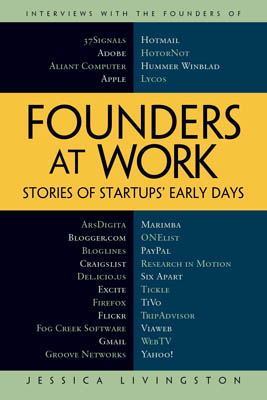 INTERVIEWS WITH THE FOUNDERS OF
37SIGNALS
ADOBE
ALIANT COMPUTER
APPLE
HOTMAIL
HOTORNOT
HUMMER WINBLAD
LYCOS
FOUNDERS
AT WORK
STORIES OF STARTUPS' EARLY DAYS
ARSDIGITA
BLOGGER.COM
BLOGLINES
CRAIGSLIST
DEL.ICIO.US
EXCITE
FIREFOX
FLICKR
FOG CREEK SOFTWARE
GMAIL
GROOVE NETWORKS
MARIMBA
ONELIST
PAYPAL
RESEARCH IN MOTION
SIX APART
TICKLE
TIVO
TRIPADVISOR
VIAWEB
WEBTV
YAHOO!
JESSICA LIVINGSTON